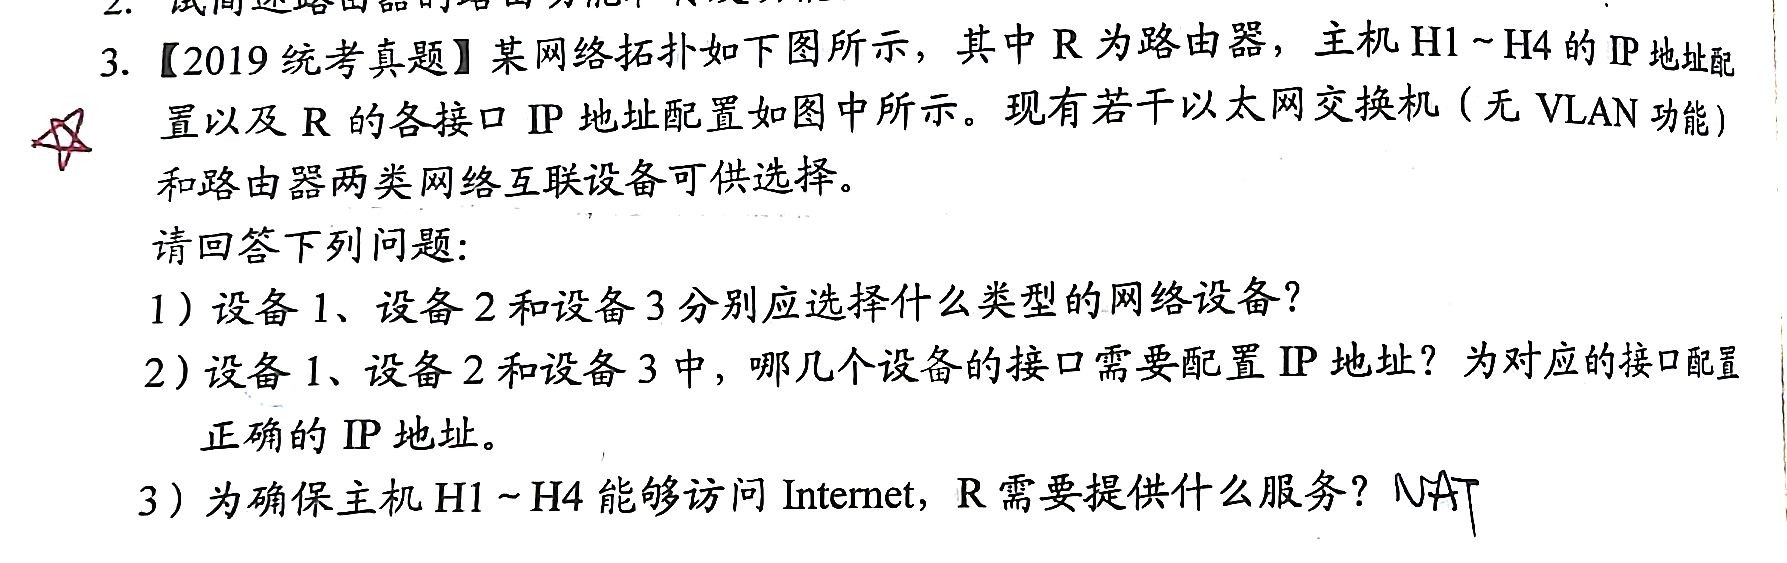 3. 【2019 统考真题】某网络拓扑如下图所示，其中 R 为路由器，主机 H1～H4 的 IP 地址配
置以及 R 的各接口 IP 地址配置如图中所示。现有若干以太网交换机（无 VLAN 功能）
和路由器两类网络互联设备可供选择。
请回答下列问题：
1）设备 1、设备 2 和设备 3 分别应选择什么类型的网络设备？
2）设备 1、设备 2 和设备 3 中，哪几个设备的接口需要配置 IP 地址？为对应的接口配置
正确的 IP 地址。
3）为确保主机 H1～H4 能够访问 Internet，R 需要提供什么服务？NAT